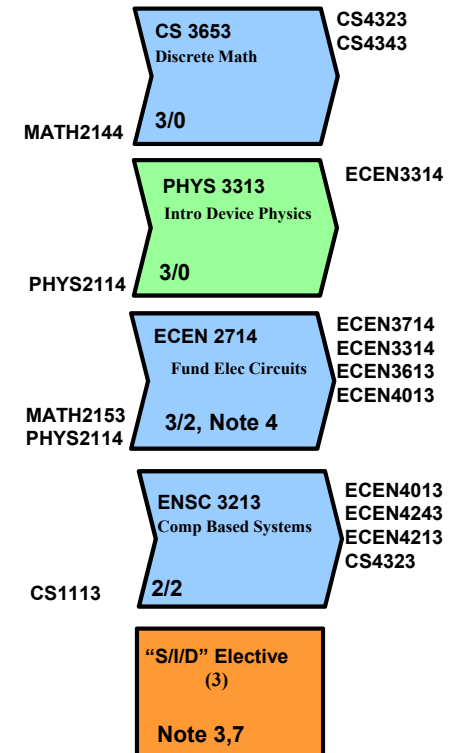 CS 3653
Discrete Math
3/0
MATH2144
CS4323
CS4343
PHYS 3313
Intro Device Physics
3/0
PHYS2114
ECEN3314
ECEN 2714
Fund Elec Circuits
3/2, Note 4
MATH2153
PHYS2114
ECEN3714
ECEN3314
ECEN3613
ECEN4013
ENSC 3213
Comp Based Systems
2/2
CS1113
ECEN4013
ECEN4243
ECEN4213
CS4323
“S/I/D” Elective
(3)
Note 3,7